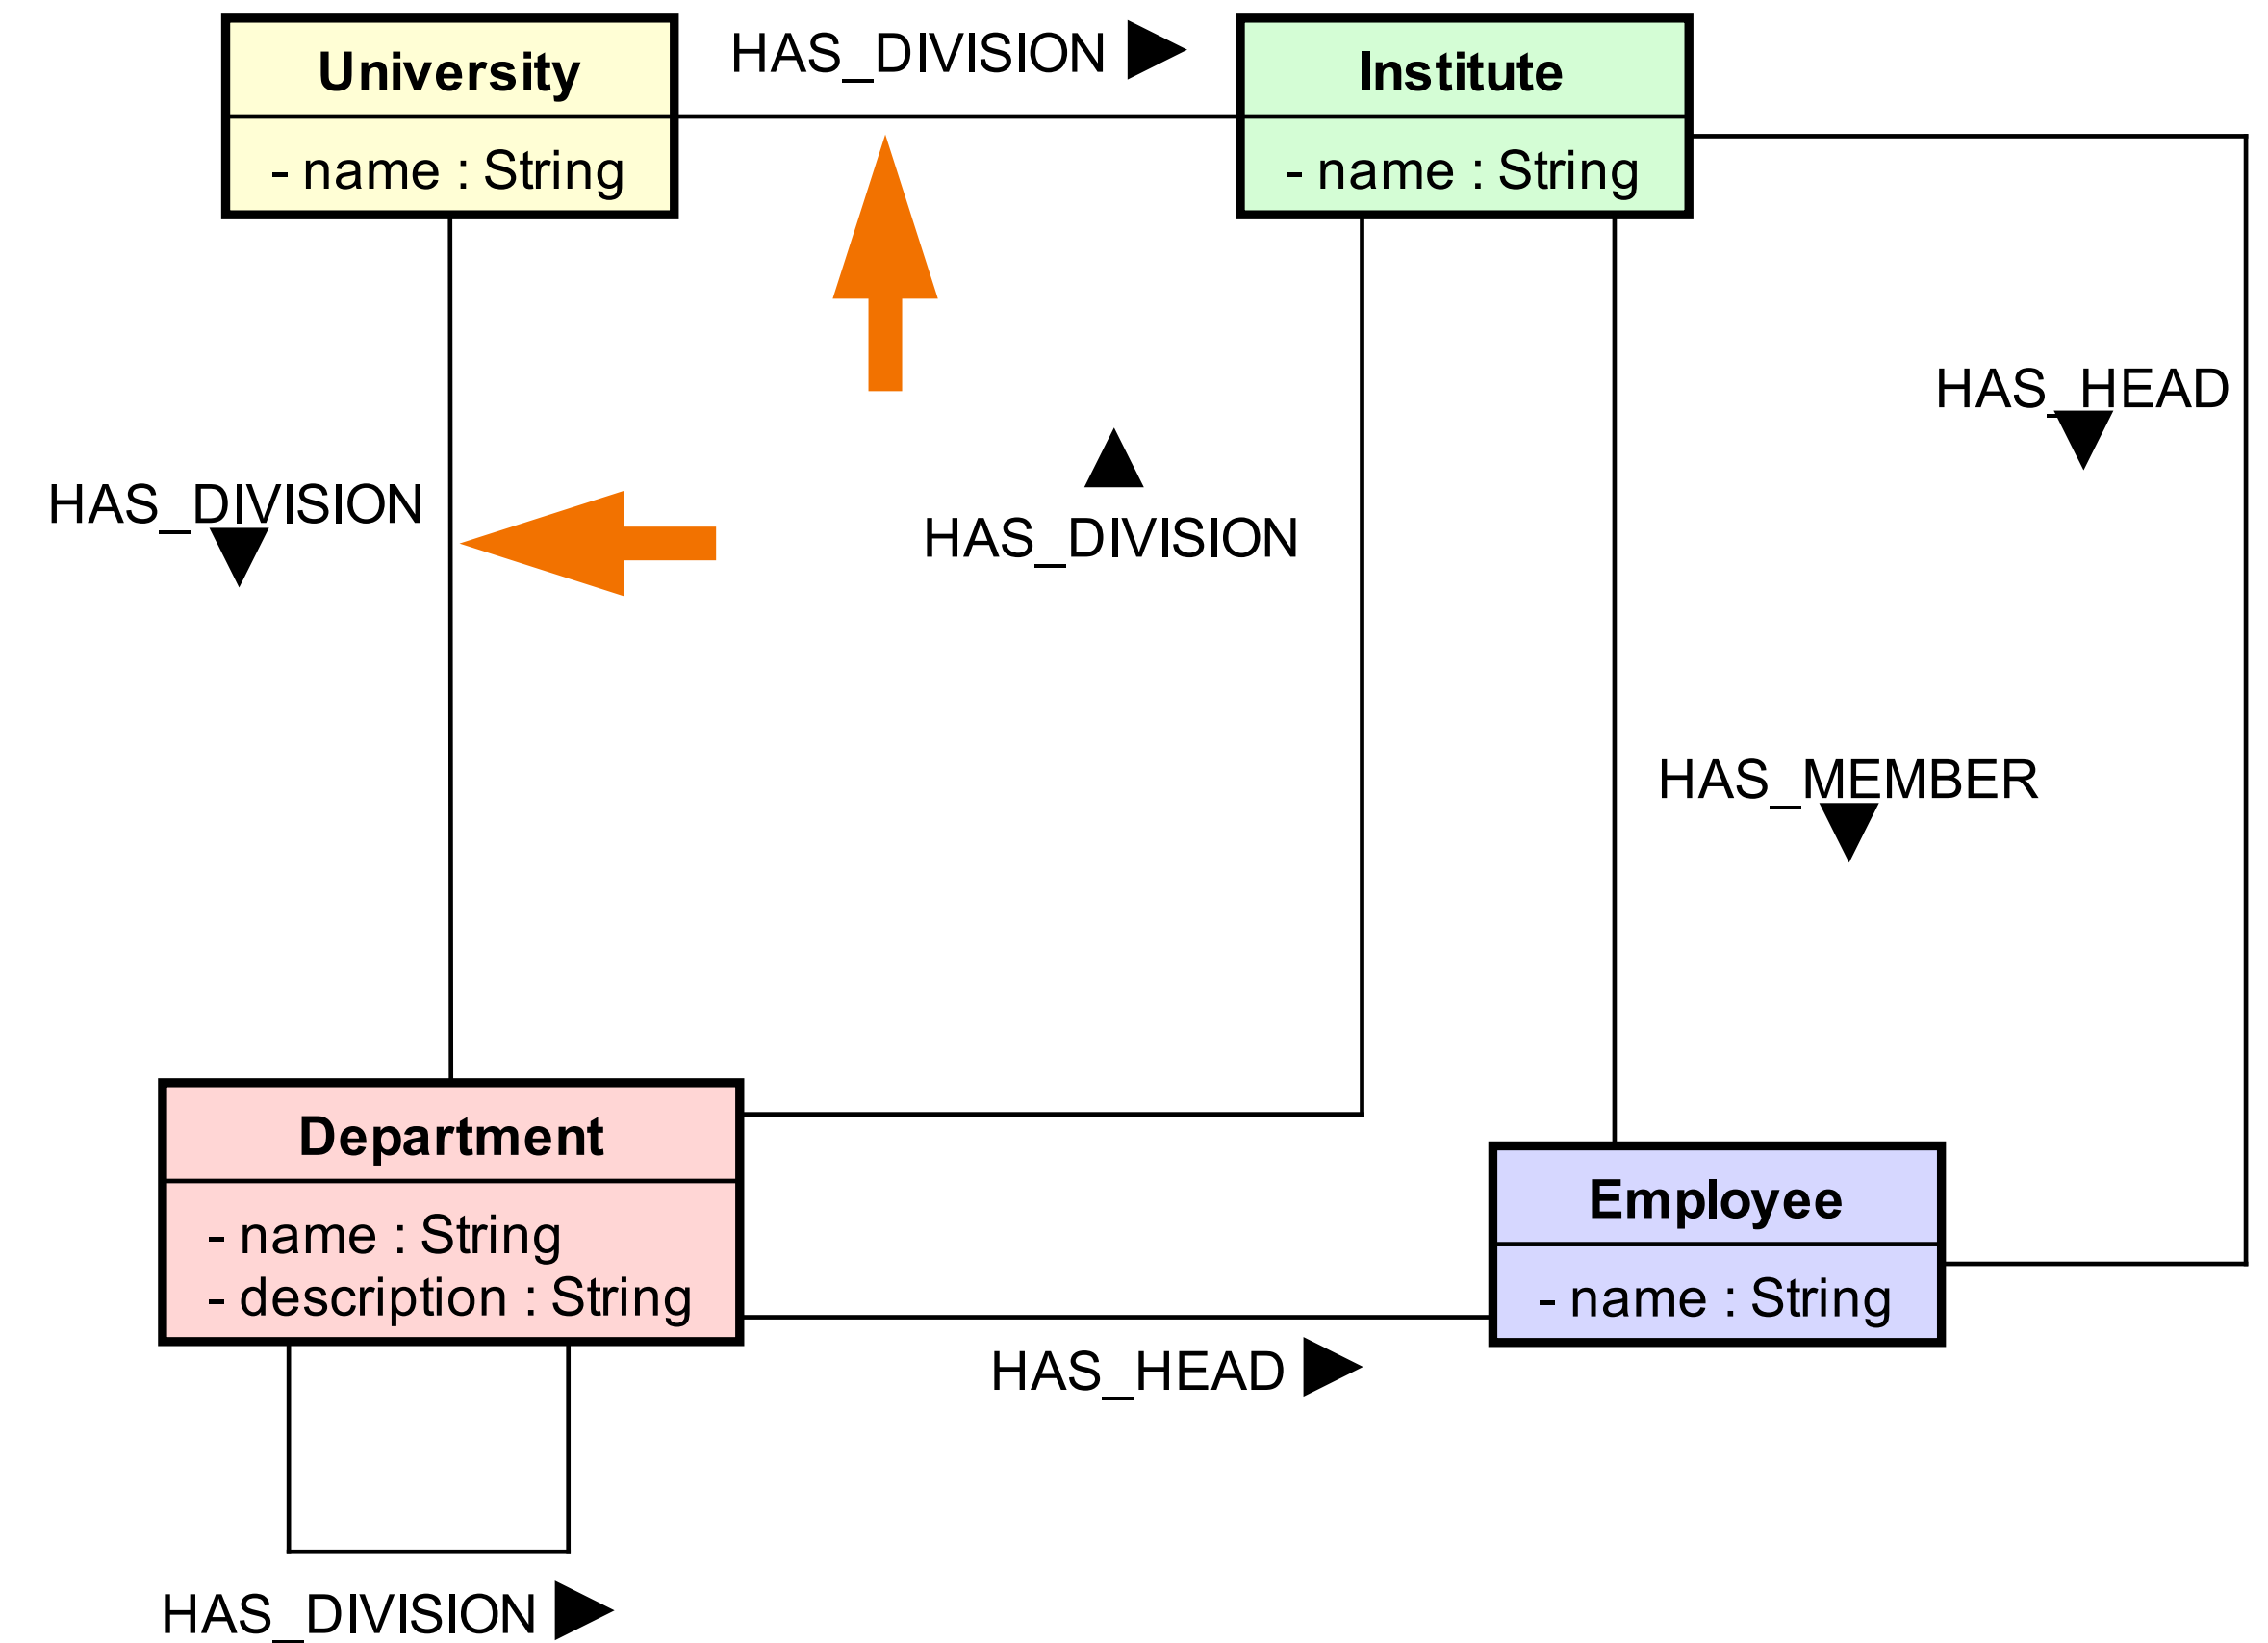 University
- name : String
HAS_DIVISION
Institute
- name : String
HAS_HEAD
HAS_DIVISION
HAS_DIVISION
HAS_MEMBER
Department
- name : String
- description : String
Employee
- name : String
HAS_HEAD
HAS_DIVISION